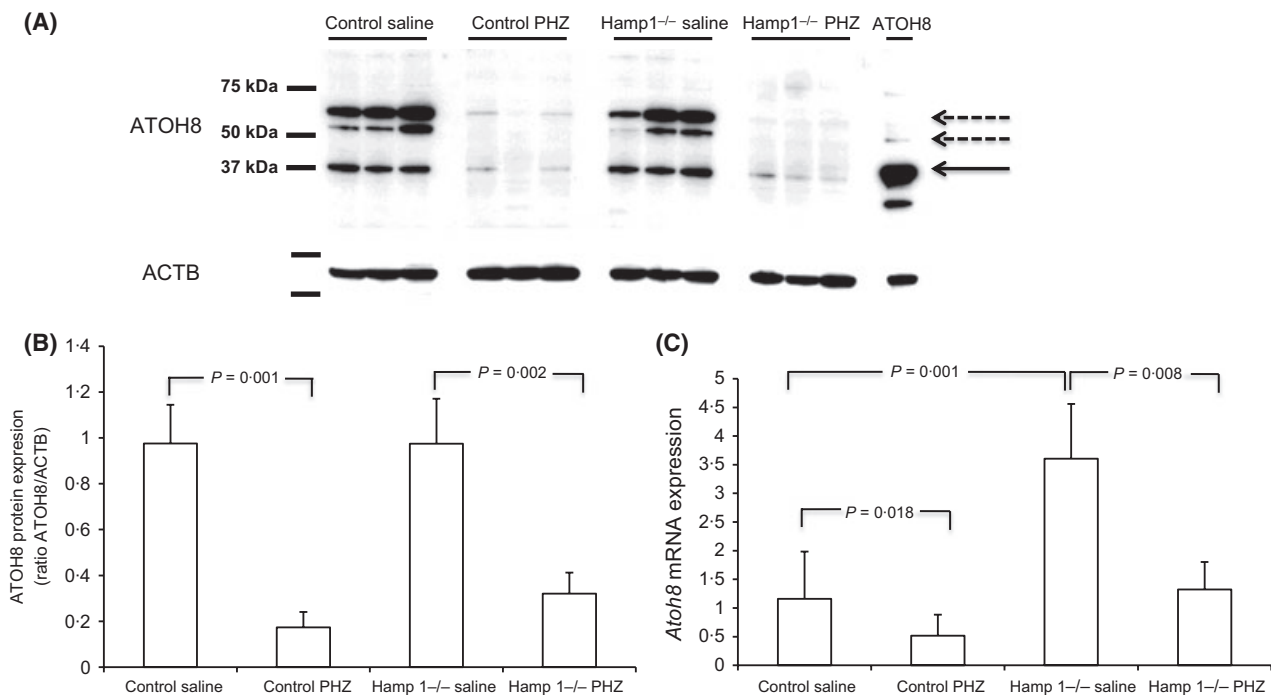 (A)
Control saline
Control PHZ
Hamp1–/– saline
Hamp1–/– PHZ
ATOH8
75 kDa
ATOH8
50 kDa
37 kDa
ACTB
(B)
ATOH8 protein expression
(ratio ATOH8/ACTB)
1·4
1·2
1
0·8
0·6
0·4
0·2
0
P = 0·001
P = 0·002
Control saline
Control PHZ
Hamp 1–/– saline
Hamp 1–/– PHZ
(C)
Atoh8 mRNA expression
5
4·5
4
3·5
3
2·5
2
1·5
1
0·5
0
P = 0·001
P = 0·008
P = 0·018
Control saline
Control PHZ
Hamp 1–/– saline
Hamp 1–/– PHZ